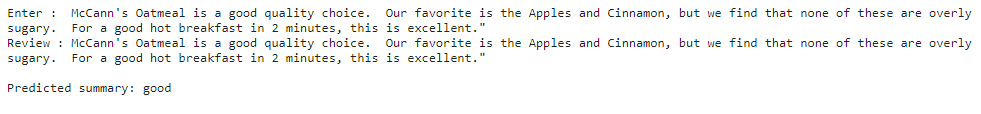 Enter :  McCann's Oatmeal is a good quality choice.  Our favorite is the Apples and Cinnamon, but we find that none of these are overly
sugary.  For a good hot breakfast in 2 minutes, this is excellent."
Review : McCann's Oatmeal is a good quality choice.  Our favorite is the Apples and Cinnamon, but we find that none of these are overly
sugary.  For a good hot breakfast in 2 minutes, this is excellent."
Predicted summary: good